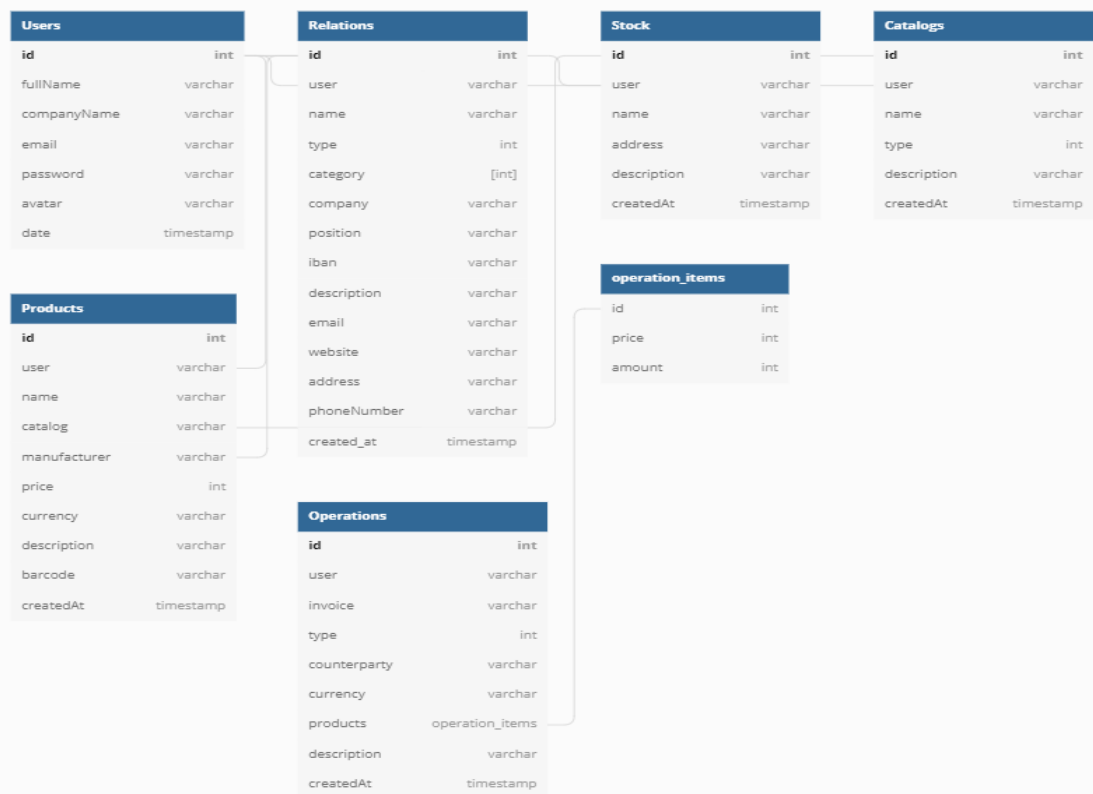 Users
id int
fullName varchar
companyName varchar
email varchar
password varchar
avatar varchar
date timestamp
Relations
id int
user varchar
name varchar
type int
category [int]
company varchar
position varchar
iban varchar
description varchar
email varchar
website varchar
address varchar
phoneNumber varchar
created_at timestamp
Stock
id int
user varchar
name varchar
address varchar
description varchar
createdAt timestamp
Catalogs
id int
user varchar
name varchar
type int
description varchar
createdAt timestamp
Products
id int
user varchar
name varchar
catalog varchar
manufacturer varchar
price int
currency varchar
description varchar
barcode varchar
createdAt timestamp
operation_items
id int
price int
amount int
Operations
id int
user varchar
invoice varchar
type int
counterparty varchar
currency varchar
products operation_items
description varchar
createdAt timestamp